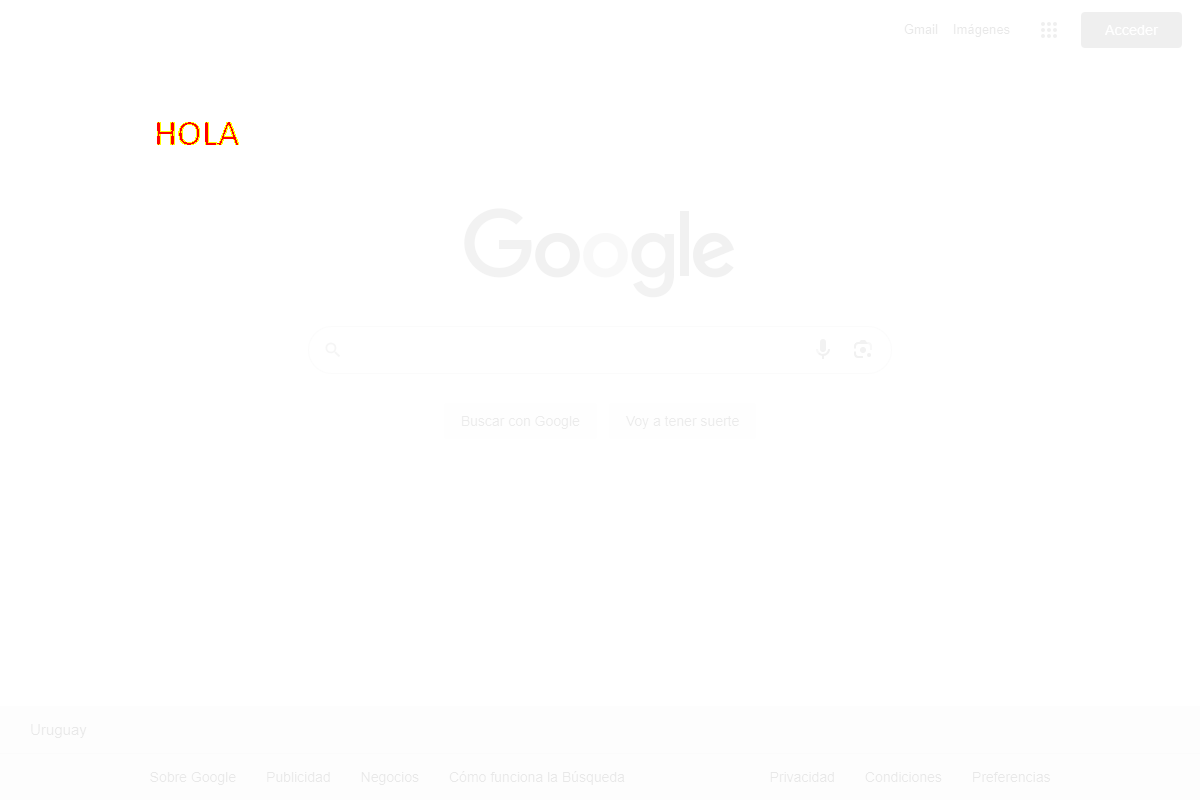 Gmail Imágenes Acceder
HOLA
Google
Buscar con Google Voy a tener suerte
Uruguay
Sobre Google Publicidad Negocios Cómo funciona la Búsqueda Privacidad Condiciones Preferencias